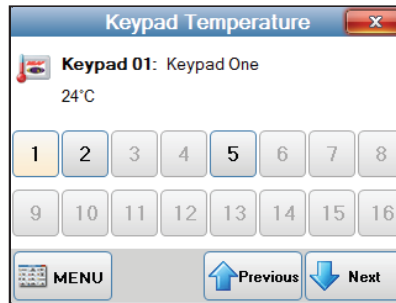 Keypad Temperature x
Keypad 01: Keypad One
24°C
1 2 3 4 5 6 7 8
9 10 11 12 13 14 15 16
MENU Previous Next